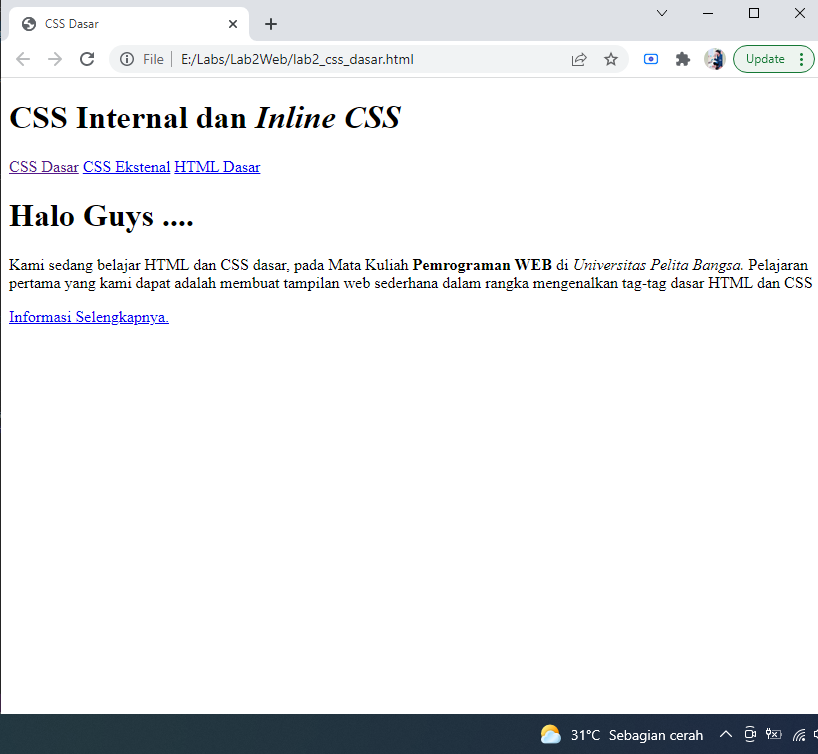 CSS Dasar
File E:/Labs/Lab2Web/lab2_css_dasar.html Update
CSS Internal dan Inline CSS
CSS Dasar CSS Ekstenal HTML Dasar
Halo Guys ....
Kami sedang belajar HTML dan CSS dasar, pada Mata Kuliah Pemrograman WEB di Universitas Pelita Bangsa. Pelajaran
pertama yang kami dapat adalah membuat tampilan web sederhana dalam rangka mengenalkan tag-tag dasar HTML dan CSS
Informasi Selengkapnya.
31°C Sebagian cerah